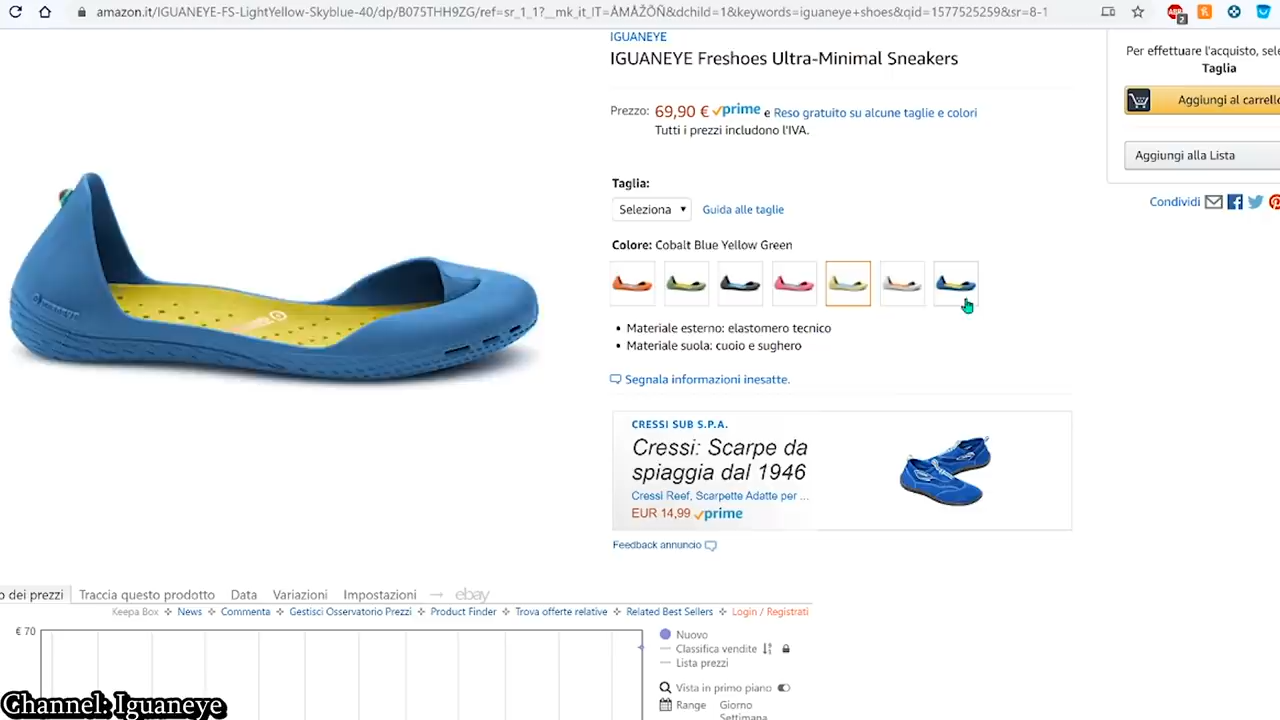 amazon.it/IGUANEYE-FS-LightYellow-Skyblue-40/dp/B075THH9ZG/ref=sr_1_1?__mk_it_IT=ÅMÅŽÕÑ&dchild=1&keywords=iguaneye+shoes&qid=1577525259&sr=8-1
2
IGUANEYE
IGUANEYE Freshoes Ultra-Minimal Sneakers
Prezzo: 69,90 € prime e Reso gratuito su alcune taglie e colori
Tutti i prezzi includono l'IVA.
Taglia:
Seleziona Guida alle taglie
Colore: Cobalt Blue Yellow Green
• Materiale esterno: elastomero tecnico
• Materiale suola: cuoio e sughero
Segnala informazioni inesatte.
CRESSI SUB S.P.A.
Cressi: Scarpe da
spiaggia dal 1946
Cressi Reef, Scarpette Adatte per ...
EUR 14,99 prime
Feedback annuncio
Per effettuare l'acquisto, sele
Taglia
Aggiungi al carrello
Aggiungi alla Lista
Condividi
o dei prezzi Traccia questo prodotto Data Variazioni Impostazioni → ebay
Keepa Box News Commenta Gestisci Osservatorio Prezzi Product Finder Trova offerte relative Related Best Sellers Login / Registrati
€ 70
Nuovo
Classifica vendite
Lista prezzi
Vista in primo piano
Range Giorno
Settimana
Channel: Iguaneye